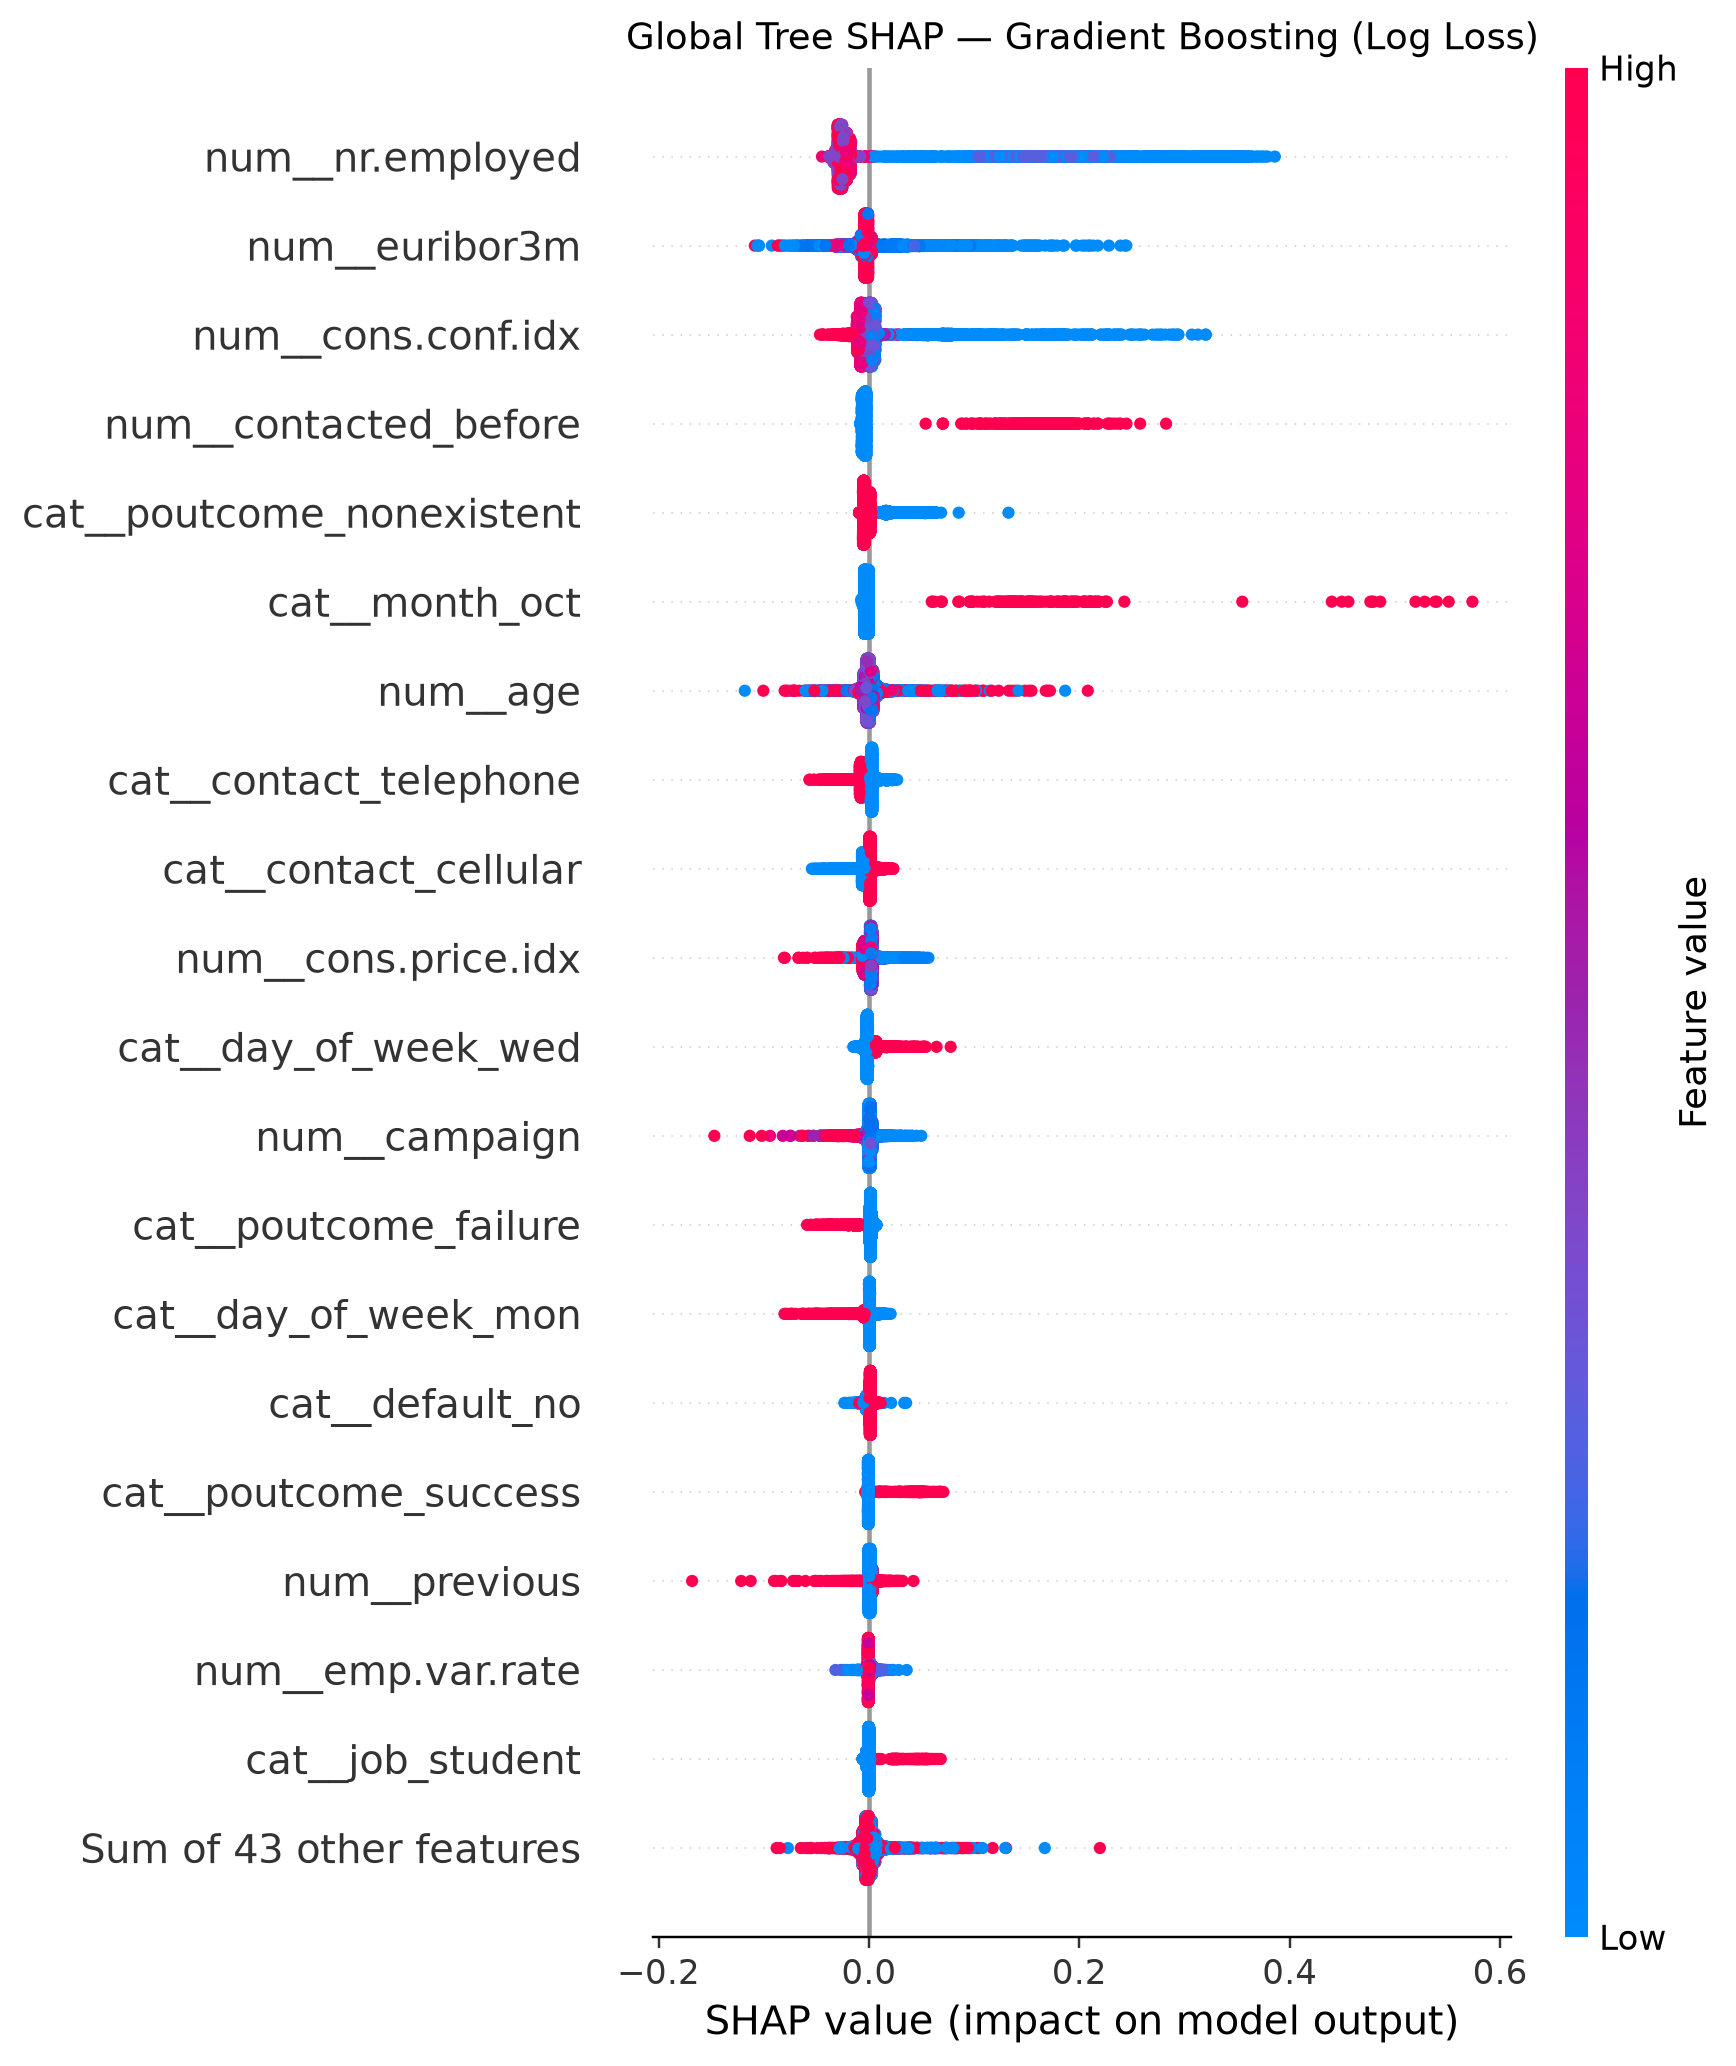 Global Tree SHAP — Gradient Boosting (Log Loss)
High
num__nr.employed
num__euribor3m
num__cons.conf.idx
num__contacted_before
cat__poutcome_nonexistent
cat__month_oct
num__age
cat__contact_telephone
cat__contact_cellular
num__cons.price.idx
cat__day_of_week_wed
num__campaign
cat__poutcome_failure
cat__day_of_week_mon
cat__default_no
cat__poutcome_success
num__previous
num__emp.var.rate
cat__job_student
Sum of 43 other features
Feature value
Low
−0.2 0.0 0.2 0.4 0.6
SHAP value (impact on model output)